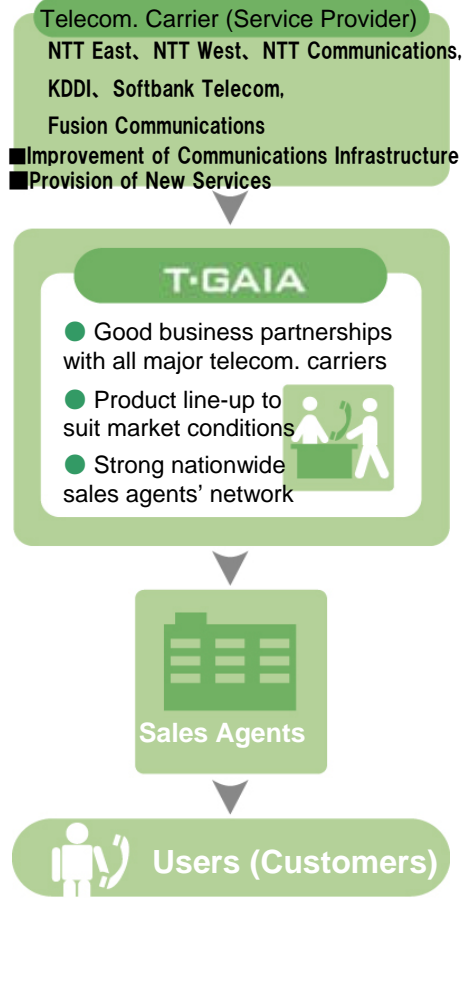 Telecom. Carrier (Service Provider)
NTT East、NTT West、NTT Communications,
KDDI、Softbank Telecom,
Fusion Communications
■Improvement of Communications Infrastructure
■Provision of New Services
T·GAIA
● Good business partnerships
with all major telecom. carriers
● Product line-up to
suit market conditions
● Strong nationwide
sales agents’ network
Sales Agents
Users (Customers)